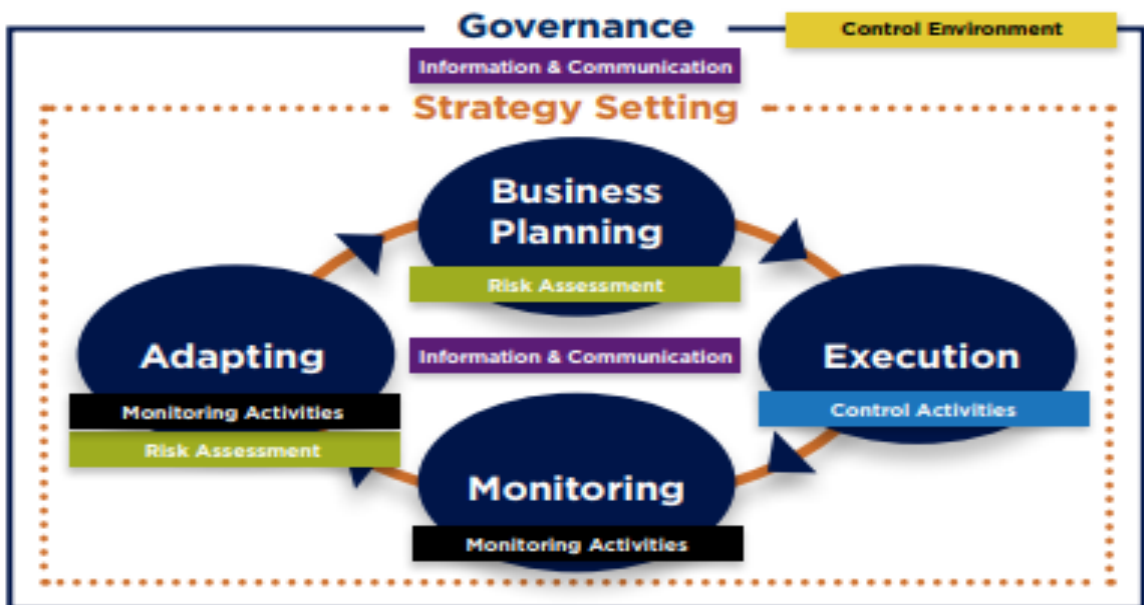 Governance
Control Environment
Information & Communication
Strategy Setting
Business
Planning
Risk Assessment
Adapting
Information & Communication
Execution
Monitoring Activities
Control Activities
Risk Assessment
Monitoring
Monitoring Activities